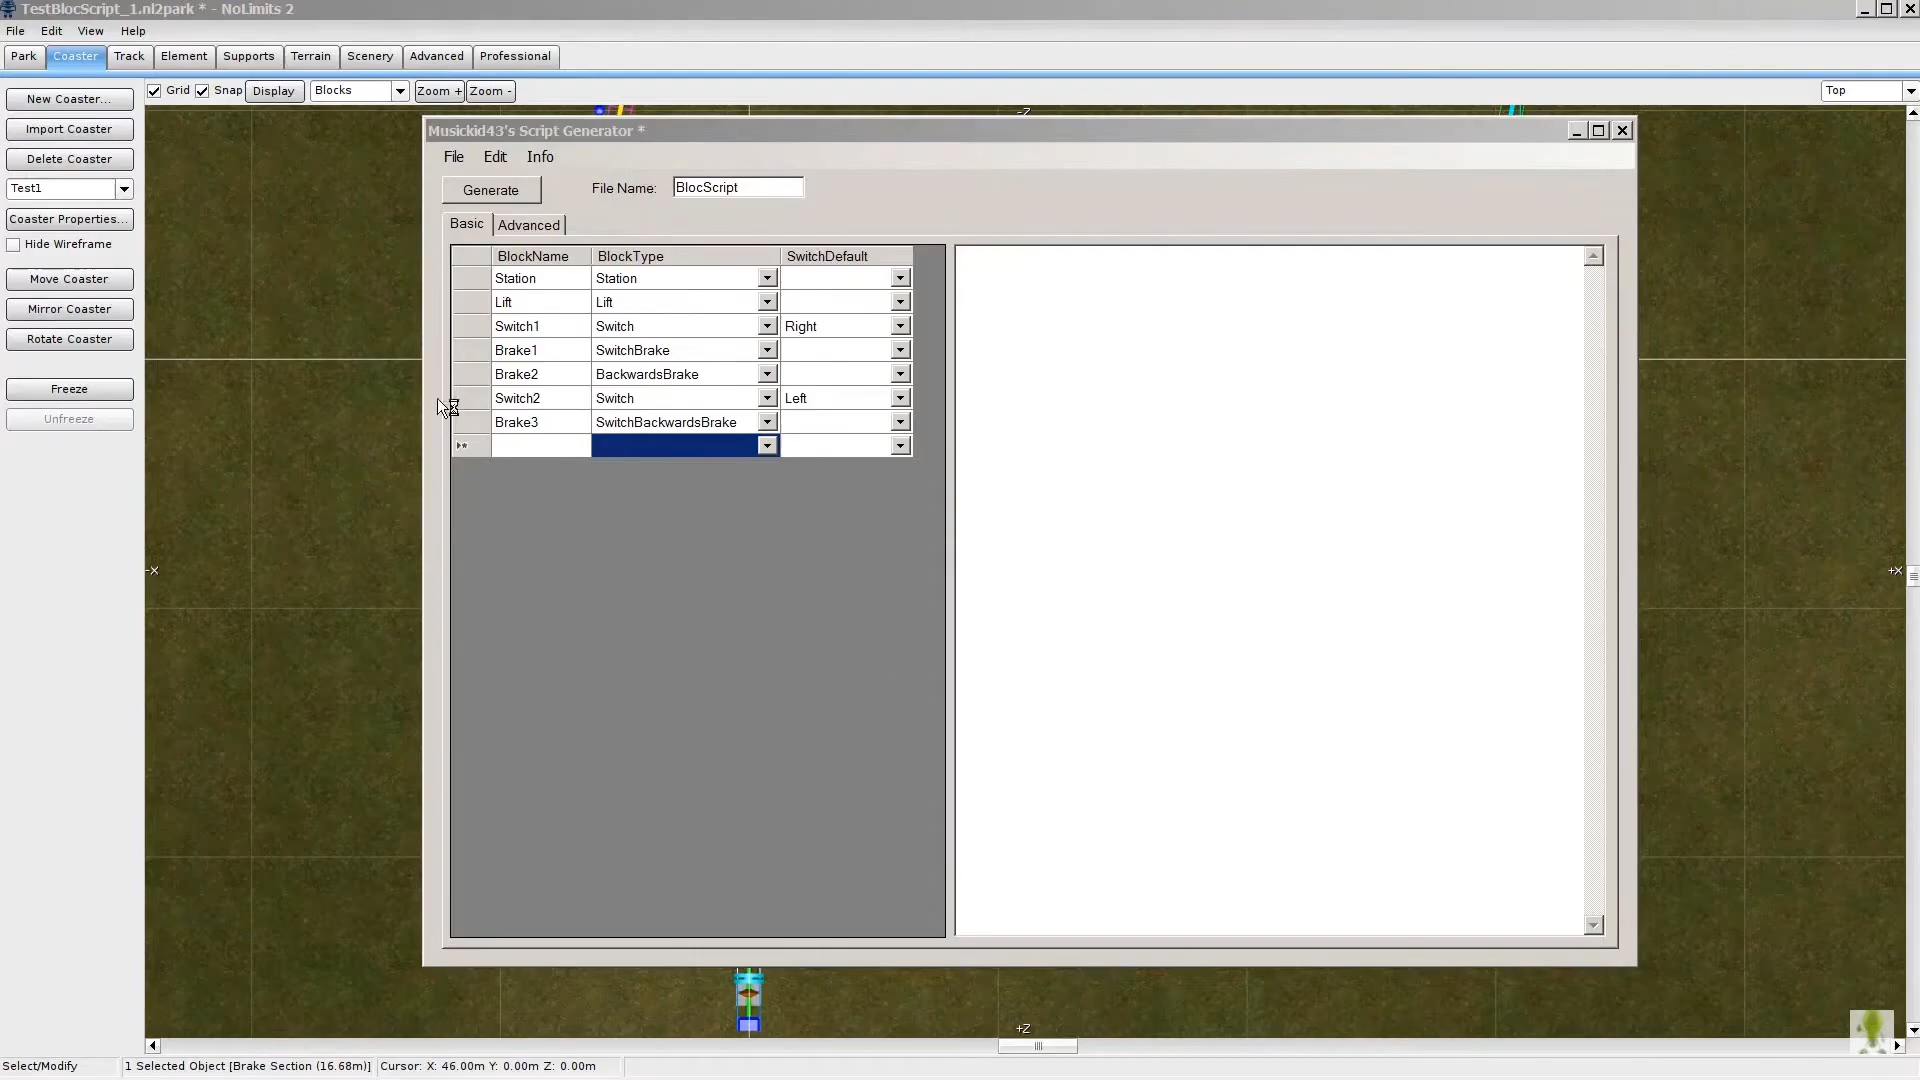 TestBlocScript_1.nl2park * - NoLimits 2
File Edit View Help
Park Coaster Track Element Supports Terrain Scenery Advanced Professional
New Coaster...
Import Coaster
Delete Coaster
Test1
Coaster Properties...
Hide Wireframe
Move Coaster
Mirror Coaster
Rotate Coaster
Freeze
Unfreeze
Grid Snap Display Blocks Zoom + Zoom - Top
-Z
-X
+X
+Z
Musickid43's Script Generator *
File Edit Info
Generate File Name: BlocScript
Basic Advanced
BlockName BlockType SwitchDefault
Station Station
Lift Lift
Switch1 Switch Right
Brake1 SwitchBrake
Brake2 BackwardsBrake
Switch2 Switch Left
Brake3 SwitchBackwardsBrake
Select/Modify 1 Selected Object [Brake Section (16.68m)] Cursor: X: 46.00m Y: 0.00m Z: 0.00m